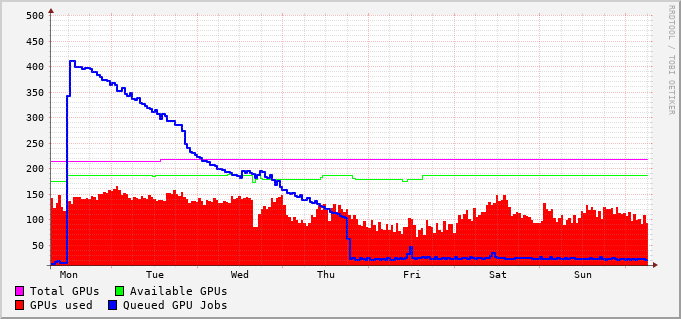 500
450
400
350
300
250
200
150
100
50
Mon Tue Wed Thu Fri Sat Sun
Total GPUs Available GPUs
GPUs used Queued GPU Jobs
RRDTOOL / TOBI OETIKER